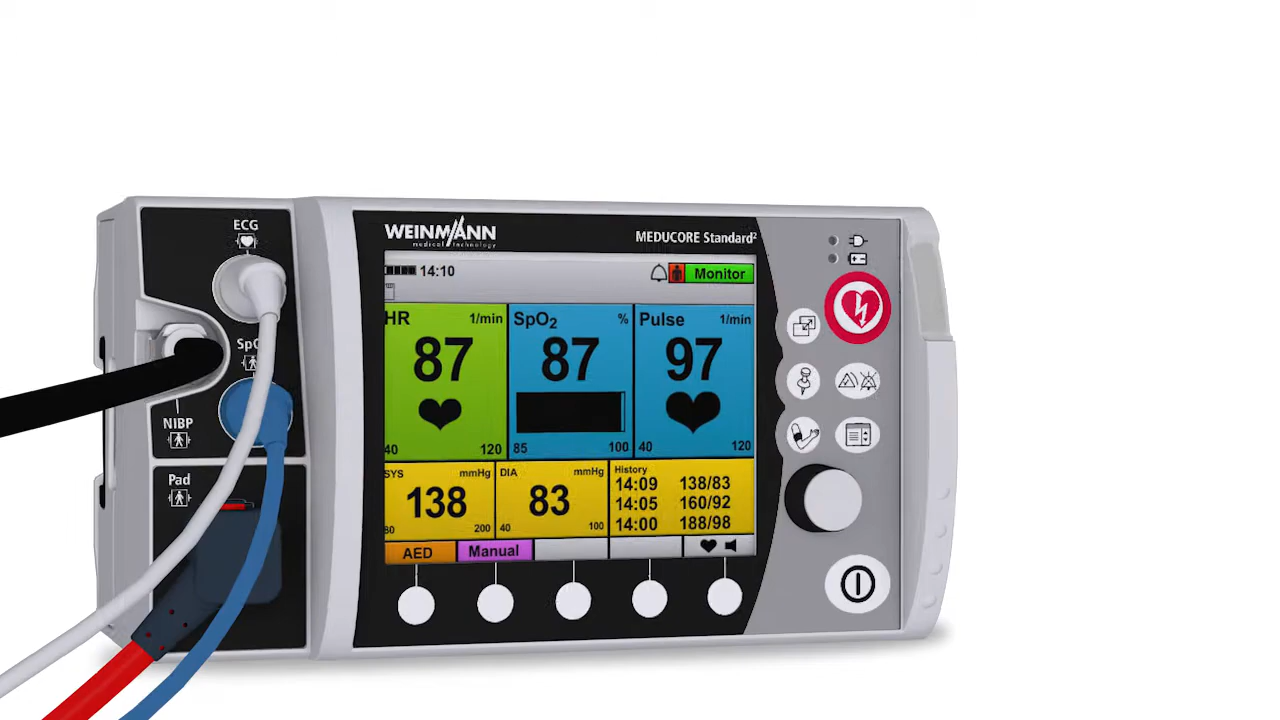 ECG
SpO
NIBP
Pad
WEINMANN
medical technology
MEDUCORE Standard²
14:10
Monitor
HR 1/min
87
40 120
SpO₂ %
87
85 100
Pulse 1/min
97
40 120
SYS mmHg
138
80 200
DIA mmHg
83
40 100
History
14:09 138/83
14:05 160/92
14:00 188/98
AED
Manual